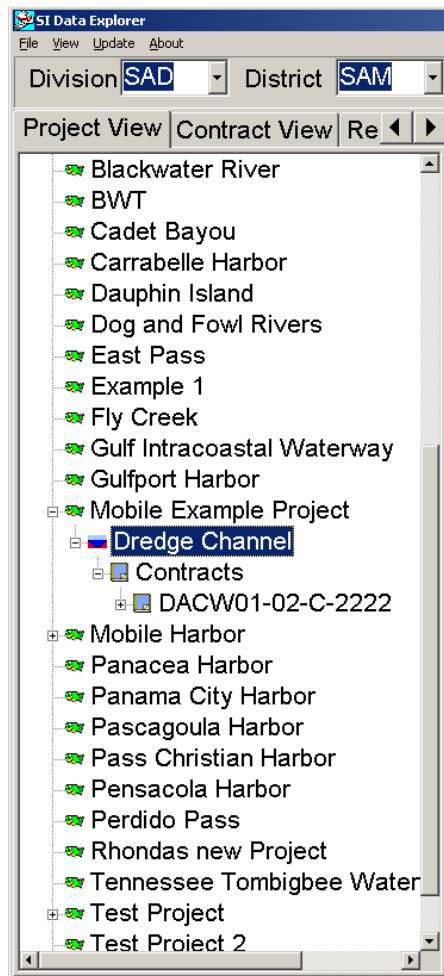 SI Data Explorer
File View Update About
Division SAD District SAM
Project View Contract View Re
Blackwater River
BWT
Cadet Bayou
Carrabelle Harbor
Dauphin Island
Dog and Fowl Rivers
East Pass
Example 1
Fly Creek
Gulf Intracoastal Waterway
Gulfport Harbor
Mobile Example Project
Dredge Channel
Contracts
DACW01-02-C-2222
Mobile Harbor
Panacea Harbor
Panama City Harbor
Pascagoula Harbor
Pass Christian Harbor
Pensacola Harbor
Perdido Pass
Rhondas new Project
Tennessee Tombigbee Water
Test Project
Test Project 2